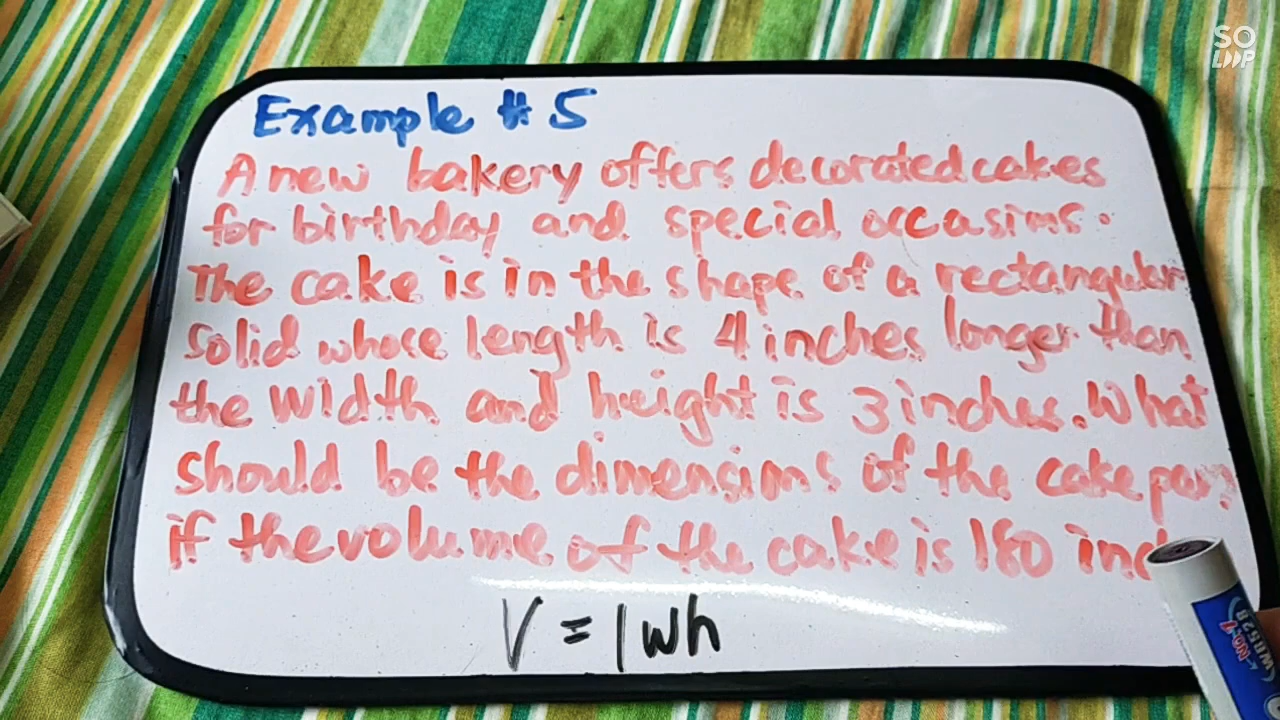 SO
LOOP
Example # 5
A new bakery offers decorated cakes
for birthday and special occasions.
The cake is in the shape of a rectangular
solid whose length is 4 inches longer than
the width and height is 3 inches. What
should be the dimensions of the cake
if the volume of the cake is 180
V = lwh